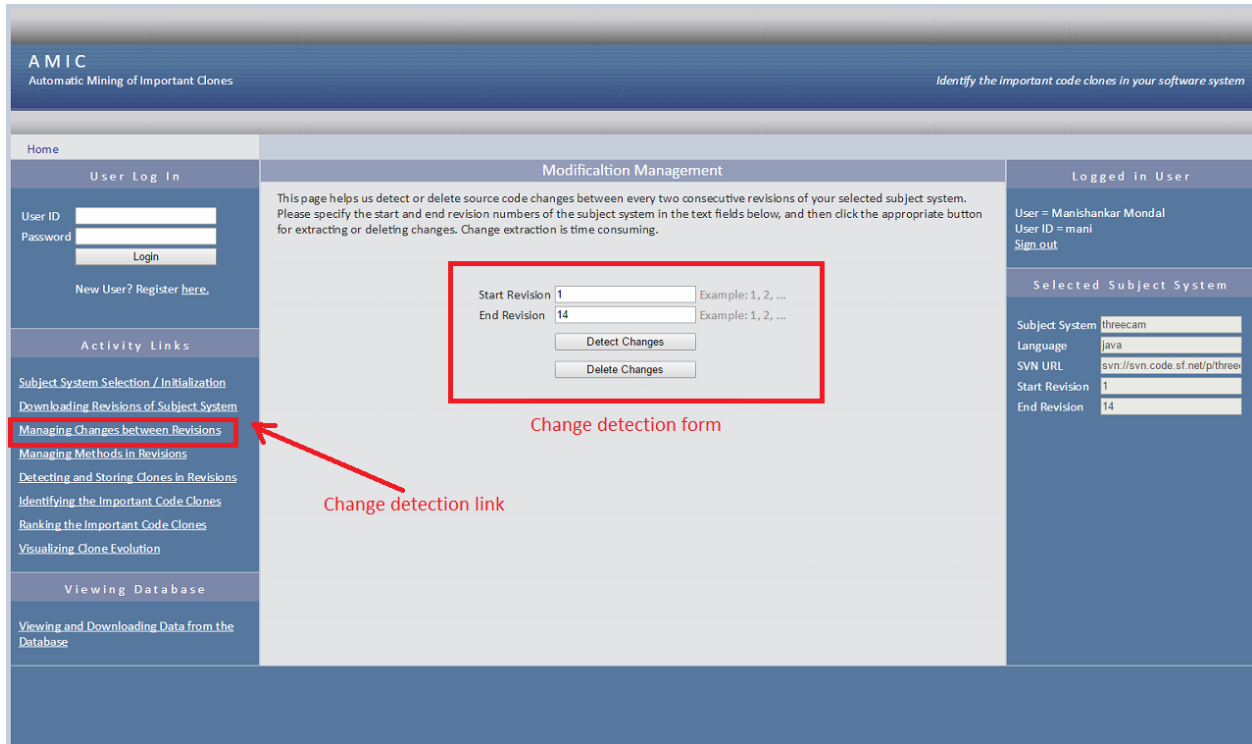 AMIC
Automatic Mining of Important Clones
Identify the important code clones in your software system
Home
User Log In
User ID
Password
Login
New User? Register here.
Activity Links
Subject System Selection / Initialization
Downloading Revisions of Subject System
Managing Changes between Revisions
Managing Methods in Revisions
Detecting and Storing Clones in Revisions
Identifying the Important Code Clones
Ranking the Important Code Clones
Visualizing Clone Evolution
Viewing Database
Viewing and Downloading Data from the
Database
Modificaltion Management
This page helps us detect or delete source code changes between every two consecutive revisions of your selected subject system.
Please specify the start and end revision numbers of the subject system in the text fields below, and then click the appropriate button
for extracting or deleting changes. Change extraction is time consuming.
Start Revision 1 Example: 1, 2, ...
End Revision 14 Example: 1, 2, ...
Detect Changes
Delete Changes
Change detection form
Change detection link
Logged in User
User = Manishankar Mondal
User ID = mani
Sign out
Selected Subject System
Subject System threecam
Language java
SVN URL svn://svn.code.sf.net/p/three
Start Revision 1
End Revision 14